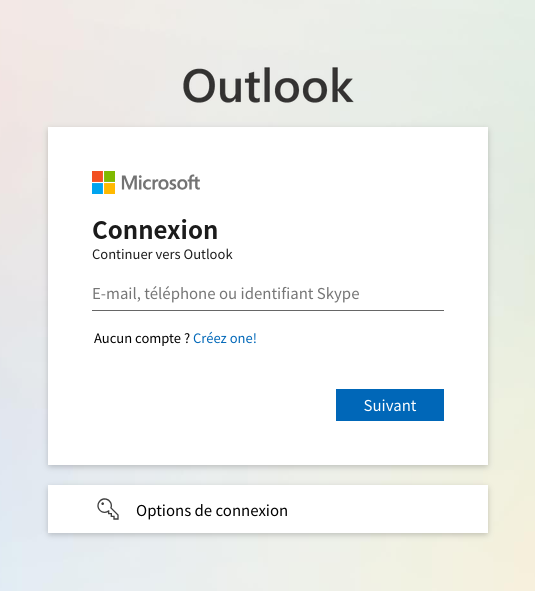 Outlook
Microsoft
Connexion
Continuer vers Outlook
E-mail, téléphone ou identifiant Skype
Aucun compte ? Créez one!
Suivant
Options de connexion